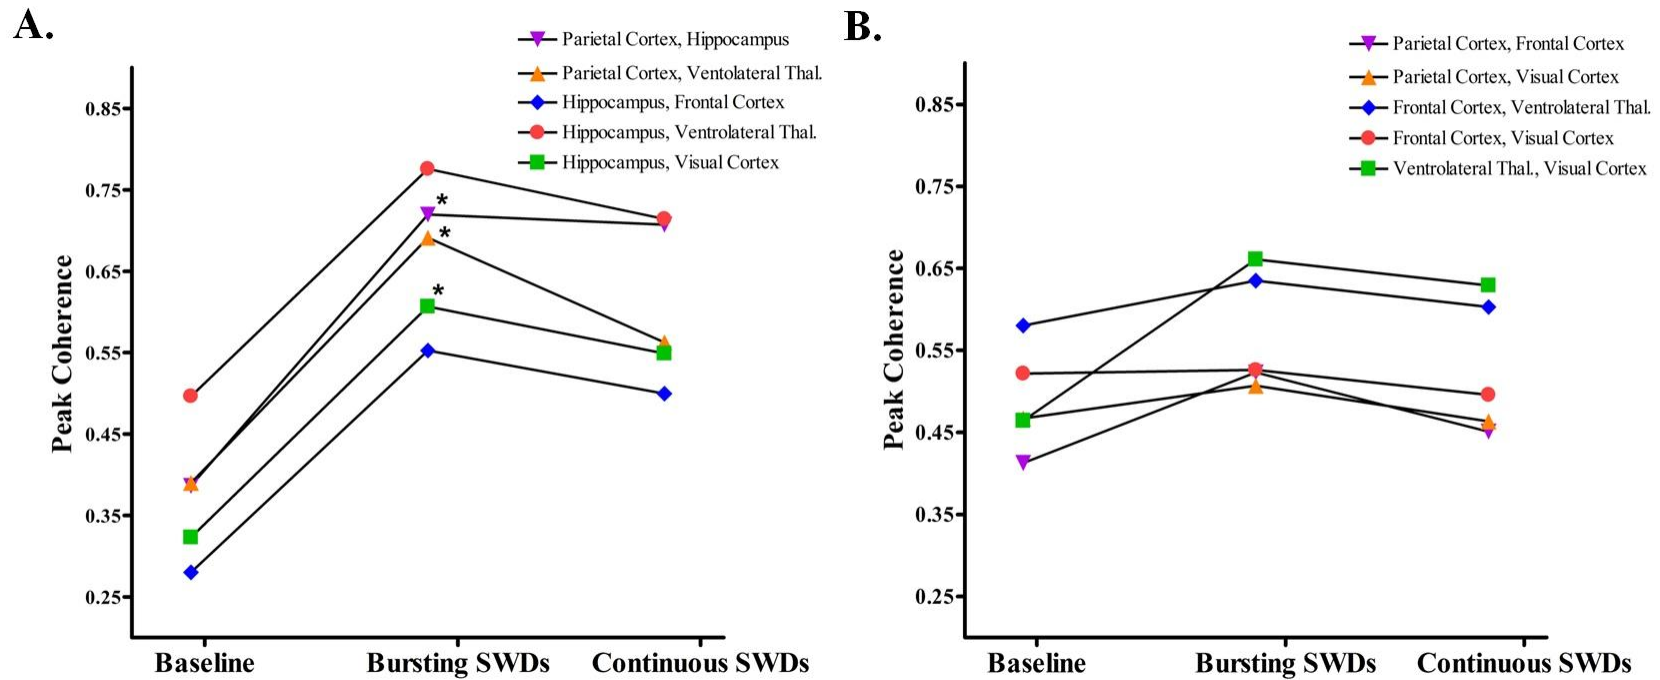 A.
Parietal Cortex, Hippocampus
Parietal Cortex, Ventolateral Thal.
Hippocampus, Frontal Cortex
Hippocampus, Ventrolateral Thal.
Hippocampus, Visual Cortex
Peak Coherence
0.85
0.75
0.65
0.55
0.45
0.35
0.25
*
*
*
Baseline
Bursting SWDs
Continuous SWDs
B.
Parietal Cortex, Frontal Cortex
Parietal Cortex, Visual Cortex
Frontal Cortex, Ventrolateral Thal.
Frontal Cortex, Visual Cortex
Ventrolateral Thal., Visual Cortex
Peak Coherence
0.85
0.75
0.65
0.55
0.45
0.35
0.25
Baseline
Bursting SWDs
Continuous SWDs